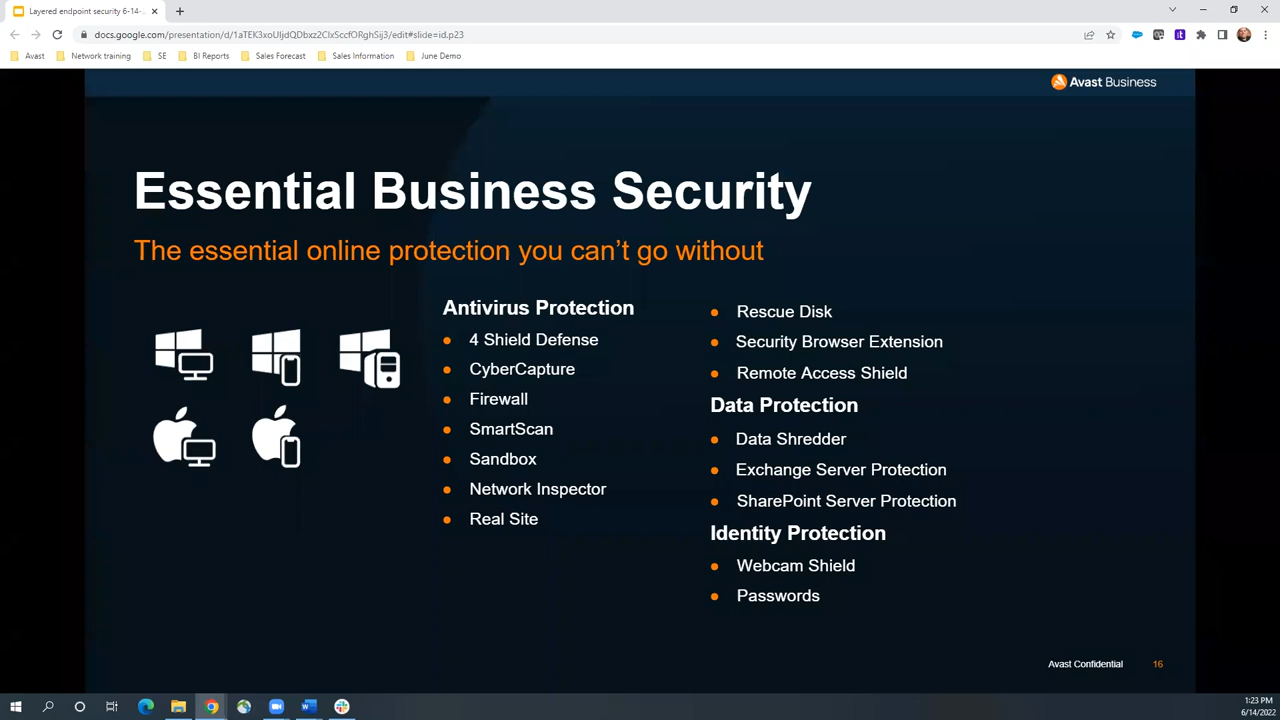 Layered endpoint security 6-14-
docs.google.com/presentation/d/1aTEK3xoUljdQDbxz2ClxSccfORghSij3/edit#slide=id.p23
Avast
Network training
SE
BI Reports
Sales Forecast
Sales Information
June Demo
Avast Business
Essential Business Security
The essential online protection you can't go without
Antivirus Protection
4 Shield Defense
CyberCapture
Firewall
SmartScan
Sandbox
Network Inspector
Real Site
Rescue Disk
Security Browser Extension
Remote Access Shield
Data Protection
Data Shredder
Exchange Server Protection
SharePoint Server Protection
Identity Protection
Webcam Shield
Passwords
Avast Confidential
16
1:23 PM
6/14/2022